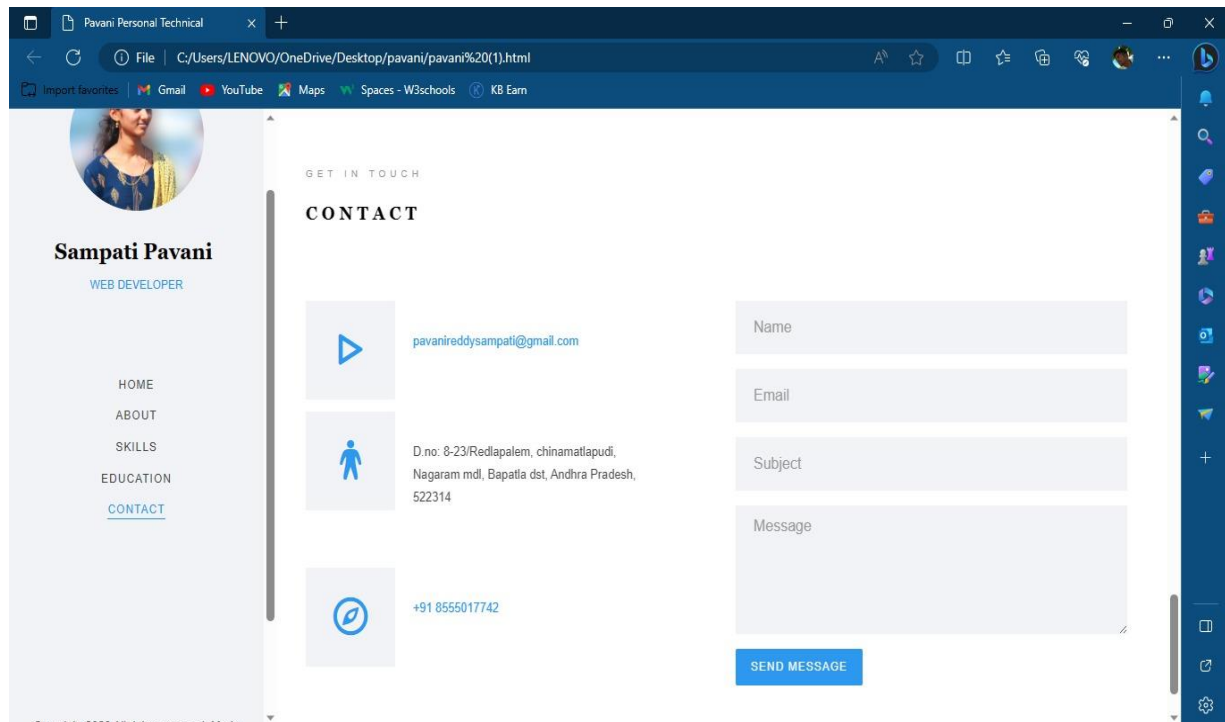 Pavani Personal Technical
File
C:/Users/LENOVO/OneDrive/Desktop/pavani/pavani%20(1).html
Import favorites Gmail YouTube Maps Spaces - W3schools KB Earn
Sampati Pavani
WEB DEVELOPER
HOME
ABOUT
SKILLS
EDUCATION
CONTACT
GET IN TOUCH
CONTACT
pavanireddysampati@gmail.com
D.no: 8-23/Redlapalem, chinamatlapudi,
Nagaram mdl, Bapatla dst, Andhra Pradesh,
522314
+91 8555017742
Name
Email
Subject
Message
SEND MESSAGE